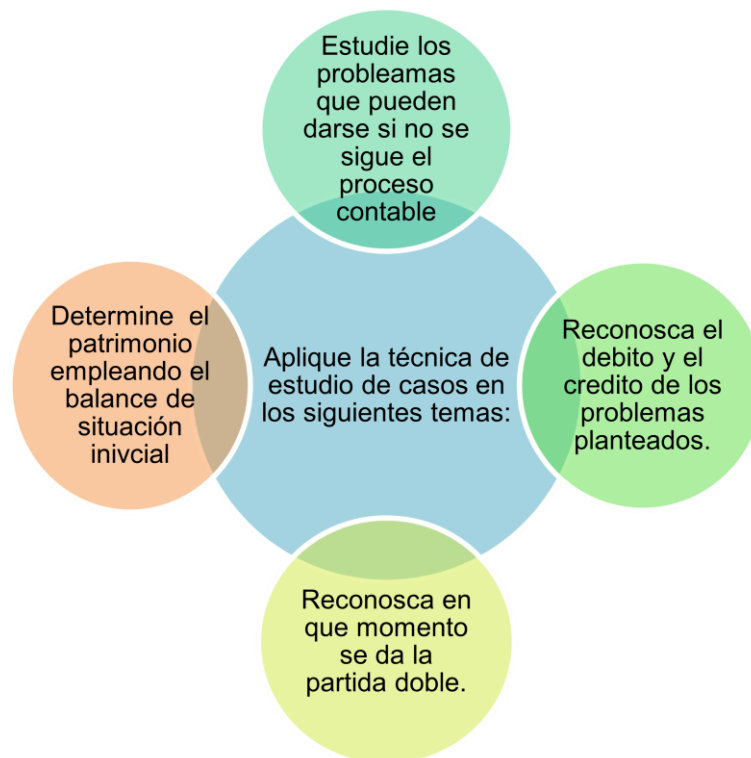 Estudie los
probleamas
que pueden
darse si no se
sigue el
proceso
contable
Determine el
patrimonio
empleando el
balance de
situación
inivcial
Aplique la técnica de
estudio de casos en
los siguientes temas:
Reconosca el
debito y el
credito de los
problemas
planteados.
Reconosca en
que momento
se da la
partida doble.